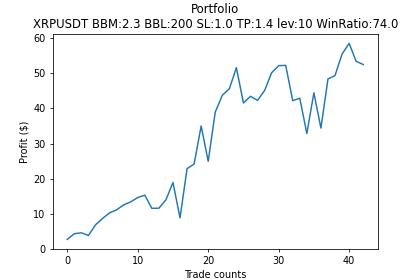 Portfolio
XRPUSDT BBM:2.3 BBL:200 SL:1.0 TP:1.4 lev:10 WinRatio:74.0
60
50
40
30
20
10
0
Profit ($)
0 10 20 30 40
Trade counts